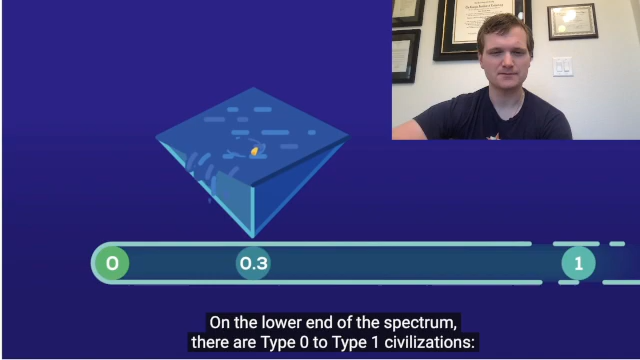 0
0.3
1
On the lower end of the spectrum,
there are Type 0 to Type 1 civilizations: